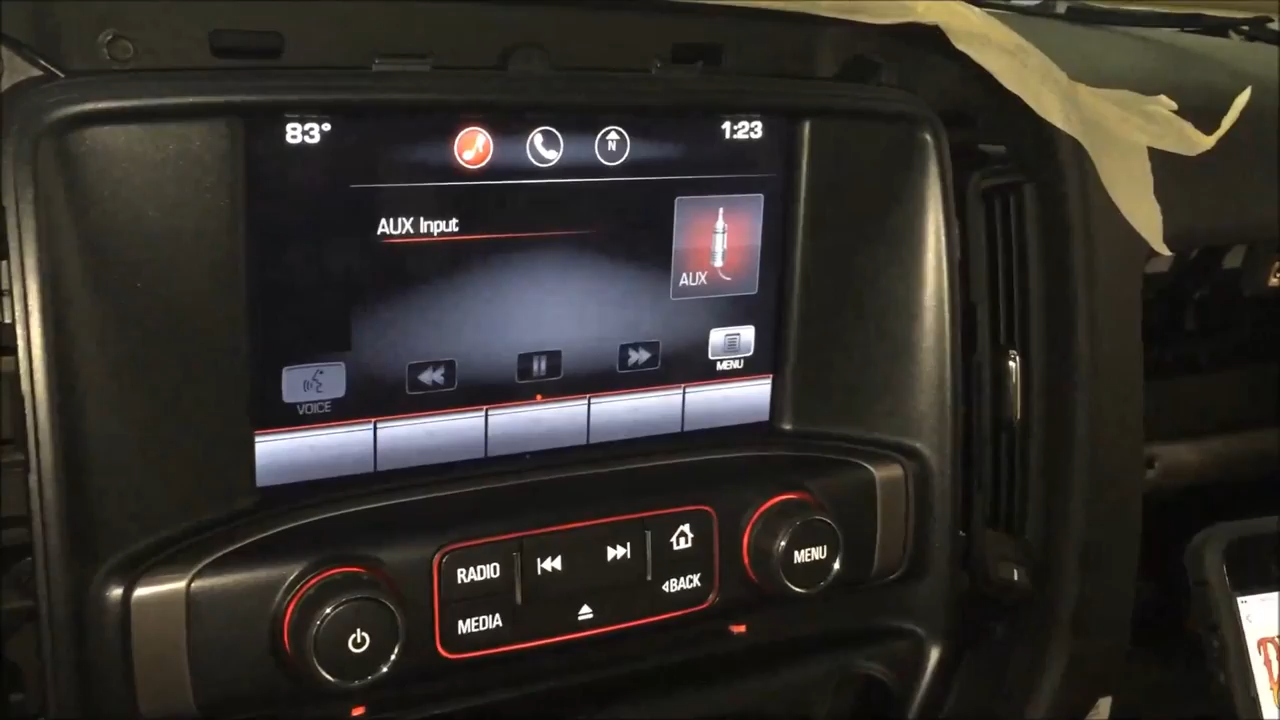 83°
N
1:23
AUX Input
AUX
VOICE
MENU
RADIO
MEDIA
BACK
MENU